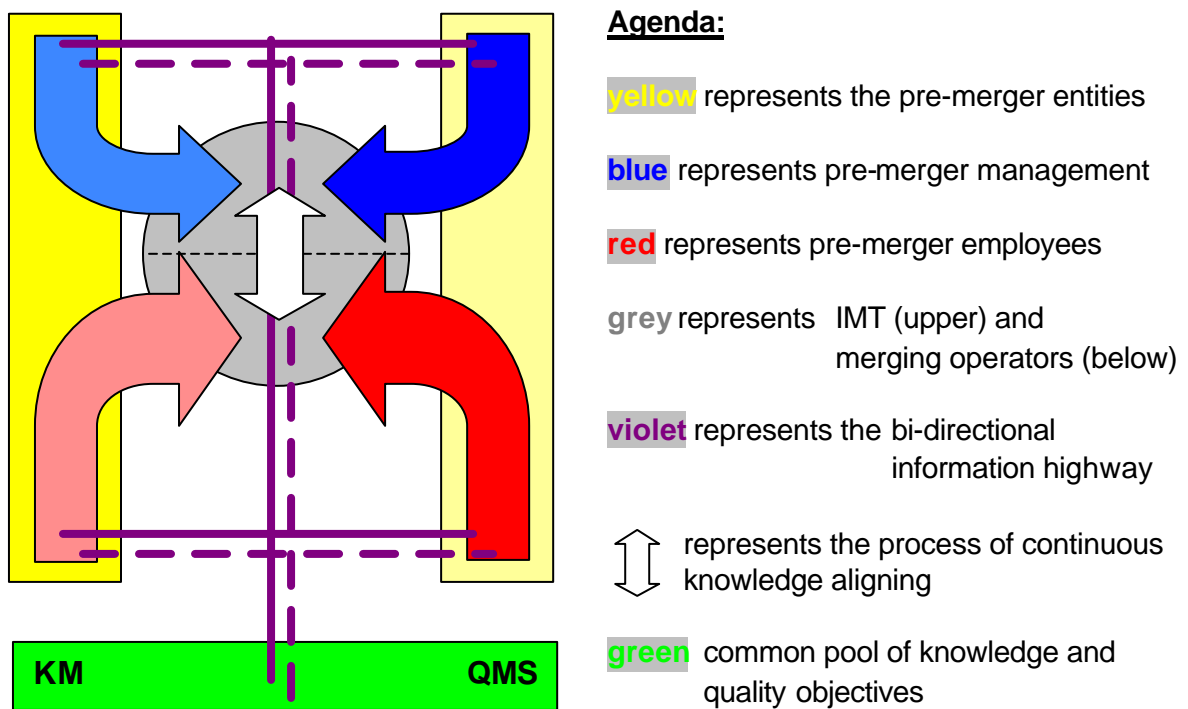 Agenda:
yellow represents the pre-merger entities
blue represents pre-merger management
red represents pre-merger employees
grey represents IMT (upper) and
merging operators (below)
violet represents the bi-directional
information highway
represents the process of continuous
knowledge aligning
green common pool of knowledge and
quality objectives
KM QMS